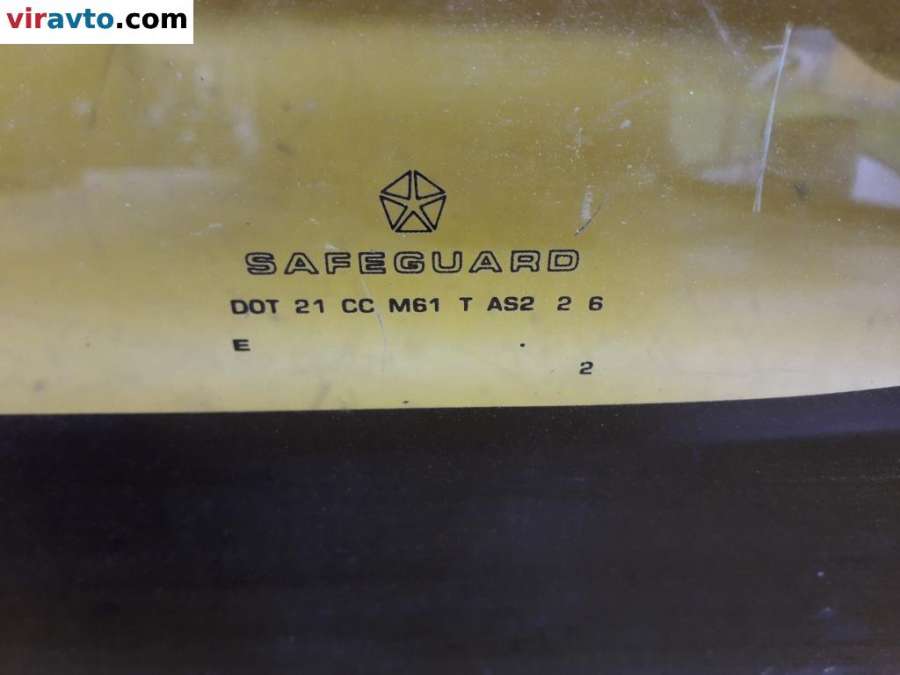 viravto.com
SAFEGUARD
DOT 21 CC M61 T AS2 2 6
E
2